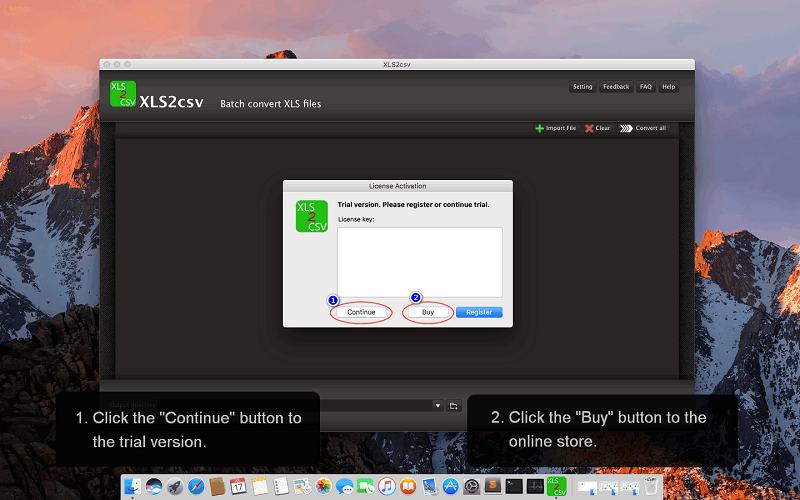 XLS2csv
XLS
2
CSV
XLS2csv
Batch convert XLS files
Setting
Feedback
FAQ
Help
Import File
Clear
Convert all
License Activation
XLS
2
CSV
Trial version. Please register or continue trial.
License key:
1
2
Continue
Buy
Register
1. Click the "Continue" button to
the trial version.
2. Click the "Buy" button to the
online store.
17
XLS
2
CSV